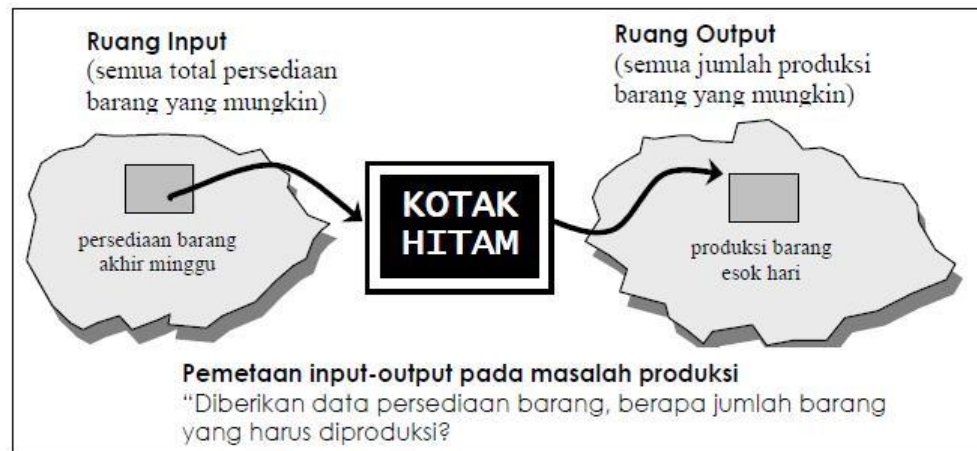 Ruang Input
(semua total persediaan
barang yang mungkin)
Ruang Output
(semua jumlah produksi
barang yang mungkin)
persediaan barang
akhir minggu
KOTAK
HITAM
produksi barang
esok hari
Pemetaan input-output pada masalah produksi
“Diberikan data persediaan barang, berapa jumlah barang
yang harus diproduksi?